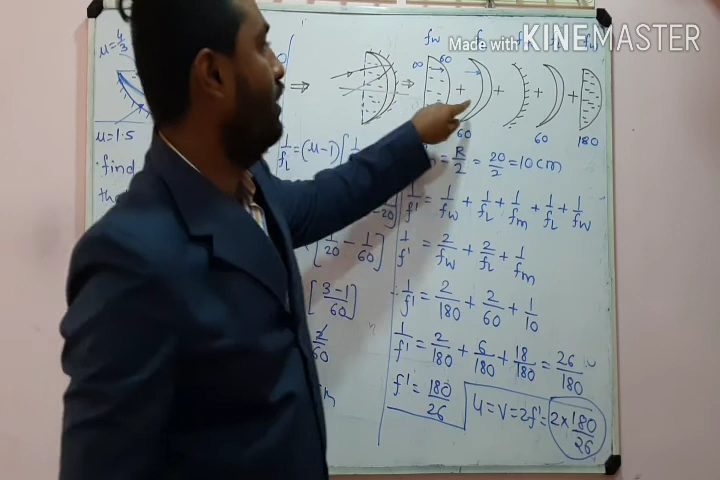 Made with KINEMASTER
μ=4/3
μ=1.5
find
fw
∞ 60
⇒ ⇒ + + + +
60 60 180
1/fL=(μ-1)[1/
= R/2 = 20/2 = 10cm
-20]
1/f' = 1/fw + 1/fL + 1/fm + 1/fL + 1/fw
[1/20 - 1/60]
1/f' = 2/fw + 2/fL + 1/fm
[3-1/60]
1/f' = 2/180 + 2/60 + 1/10
2/60
1/f' = 2/180 + 6/180 + 18/180 = 26/180
f' = 180/26
u=v=2f'= 2×180/26